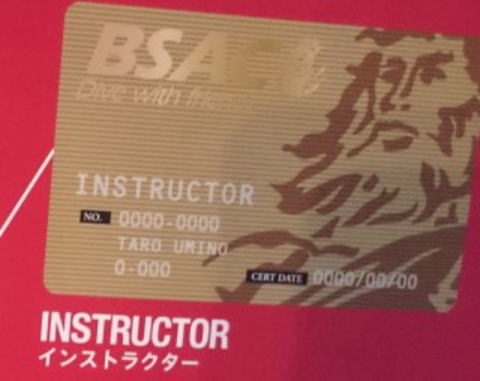 BSAC
Dive with friends
INSTRUCTOR
NO. 0000-0000
TARO UMINO
0-000
CERT DATE 0000/00/00
INSTRUCTOR
インストラクター